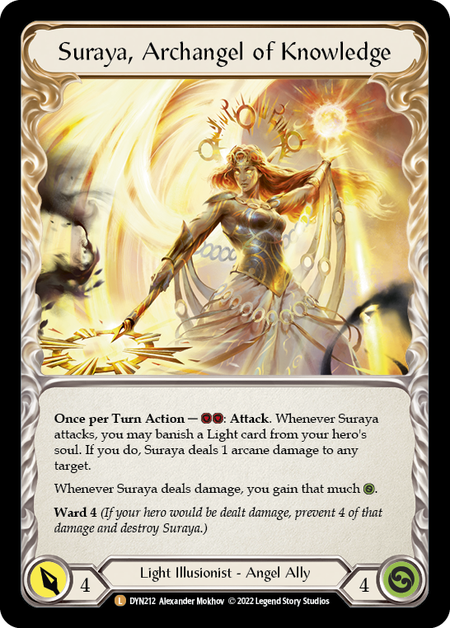 Suraya, Archangel of Knowledge
Once per Turn Action — : Attack. Whenever Suraya
attacks, you may banish a Light card from your hero's
soul. If you do, Suraya deals 1 arcane damage to any
target.
Whenever Suraya deals damage, you gain that much .
Ward 4 (If your hero would be dealt damage, prevent 4 of that
damage and destroy Suraya.)
4
Light Illusionist - Angel Ally
4
L DYN212 Alexander Mokhov © 2022 Legend Story Studios